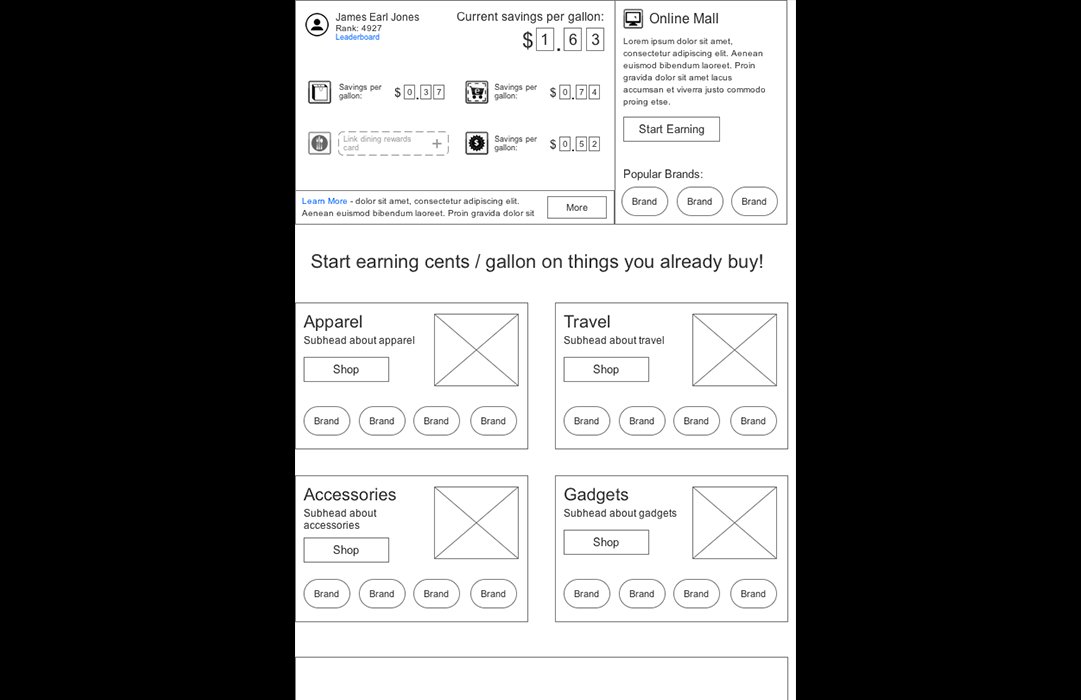 James Earl Jones
Rank: 4927
Leaderboard
Current savings per gallon:
$ 1 . 6 3
Savings per
gallon:
$ 0 . 3 7
Savings per
gallon:
$ 0 . 7 4
Link dining rewards
card
+
Savings per
gallon:
$ 0 . 5 2
Learn More - dolor sit amet, consectetur adipiscing elit.
Aenean euismod bibendum laoreet. Proin gravida dolor sit
More
Online Mall
Lorem ipsum dolor sit amet,
consectetur adipiscing elit. Aenean
euismod bibendum laoreet. Proin
gravida dolor sit amet lacus
accumsan et viverra justo commodo
proing etse.
Start Earning
Popular Brands:
Brand Brand Brand
Start earning cents / gallon on things you already buy!
Apparel
Subhead about apparel
Shop
Brand Brand Brand Brand
Travel
Subhead about travel
Shop
Brand Brand Brand Brand
Accessories
Subhead about
accessories
Shop
Brand Brand Brand Brand
Gadgets
Subhead about gadgets
Shop
Brand Brand Brand Brand